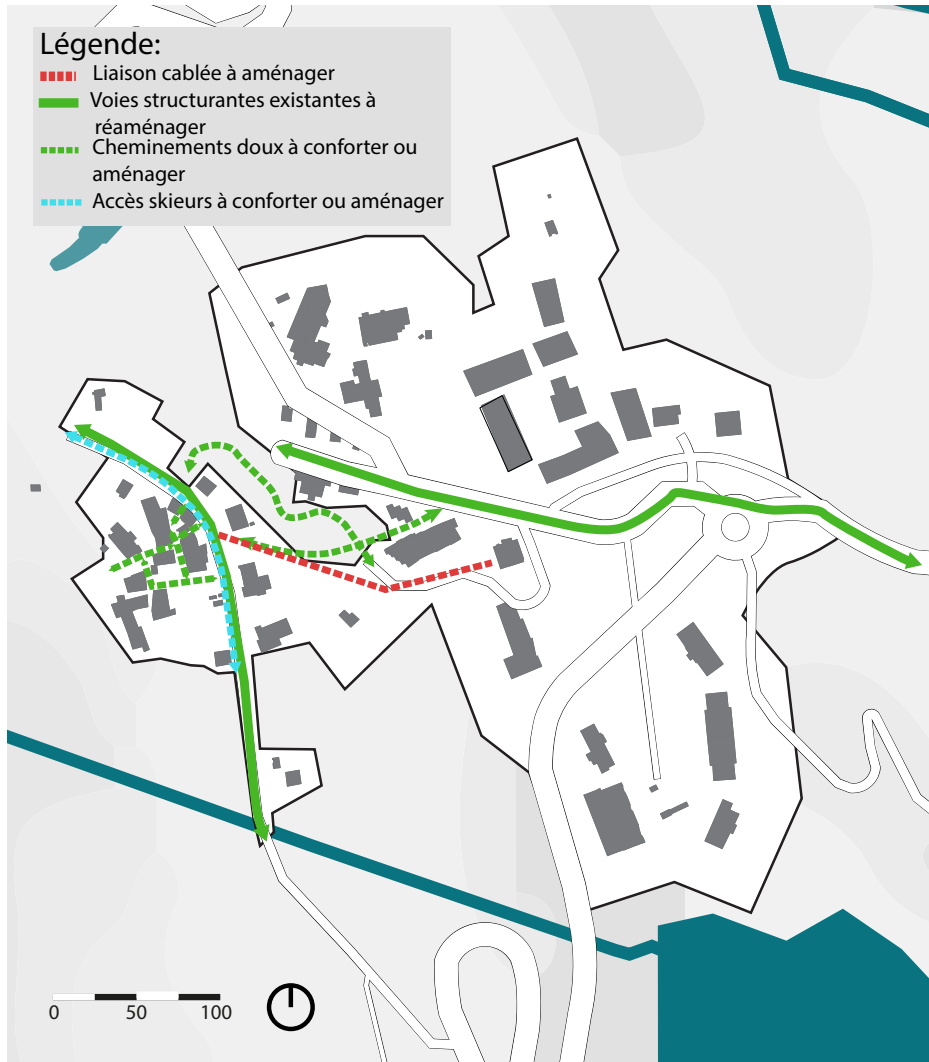 Légende:
Liaison cablée à aménager
Voies structurantes existantes à
réaménager
Cheminements doux à conforter ou
aménager
Accès skieurs à conforter ou aménager
0 50 100